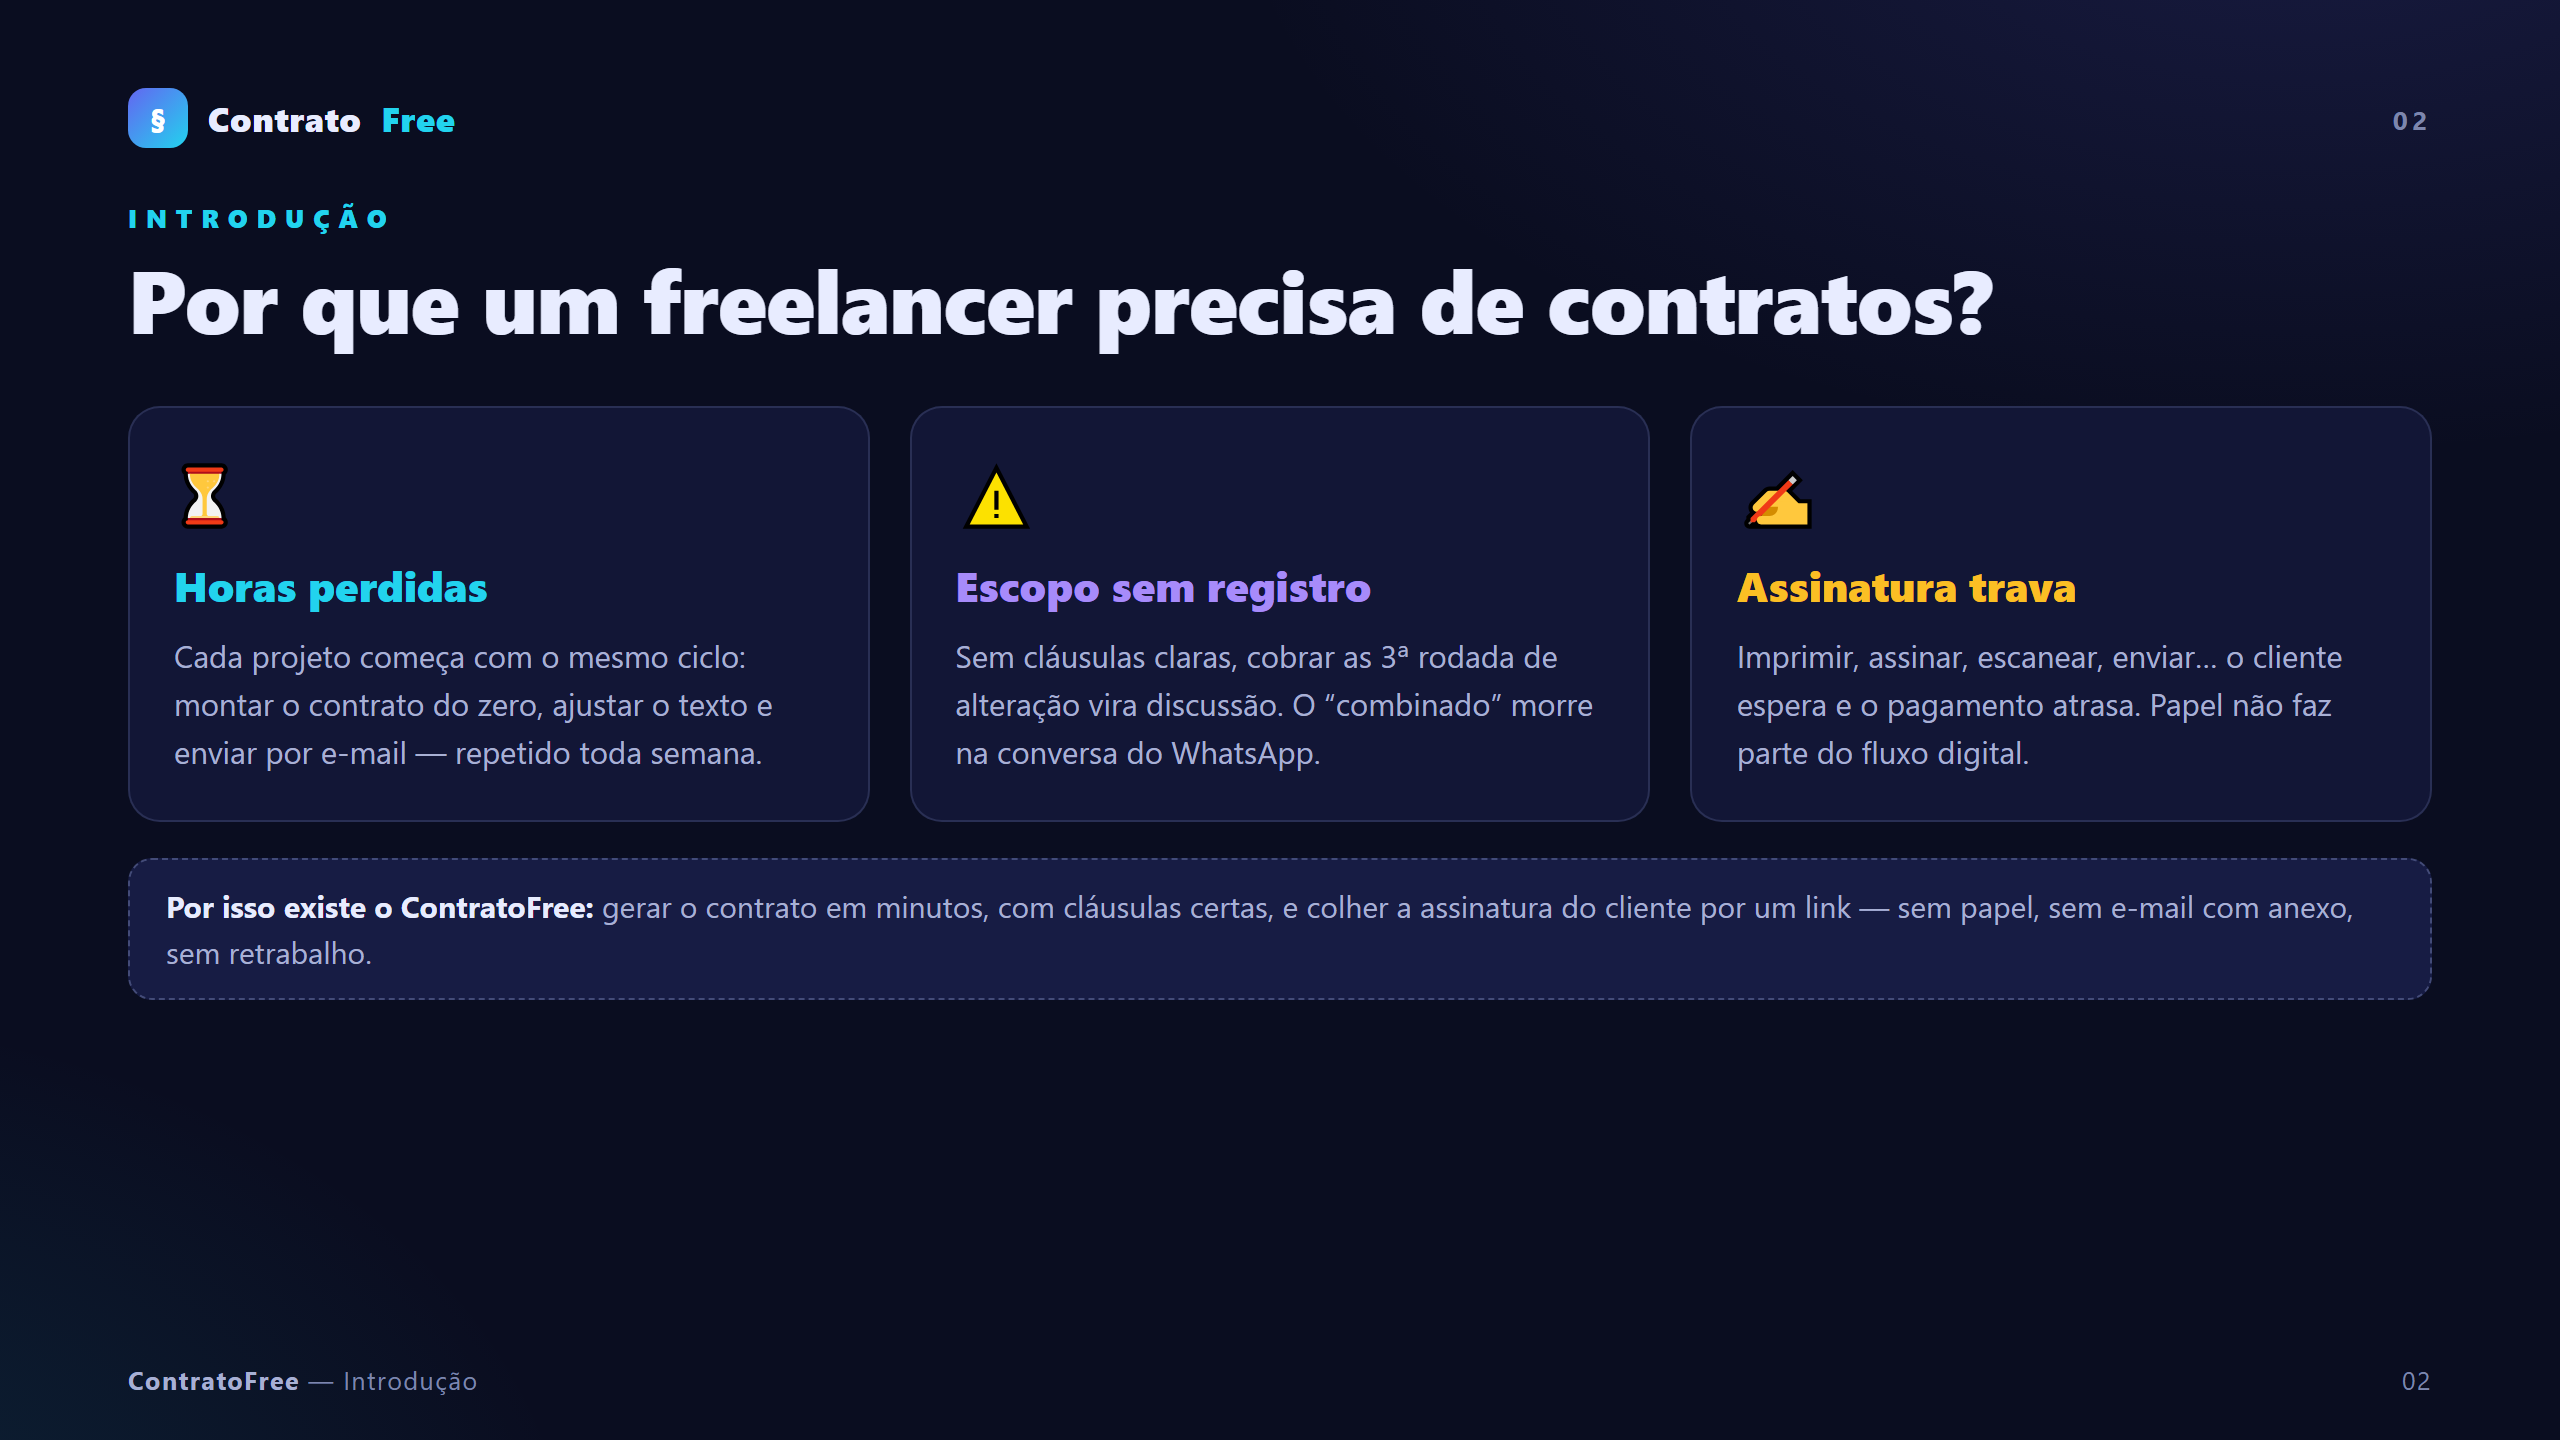 § Contrato Free
02
INTRODUÇÃO
Por que um freelancer precisa de contratos?
Horas perdidas
Cada projeto começa com o mesmo ciclo:
montar o contrato do zero, ajustar o texto e
enviar por e-mail — repetido toda semana.
Escopo sem registro
Sem cláusulas claras, cobrar as 3ª rodada de
alteração vira discussão. O “combinado” morre
na conversa do WhatsApp.
Assinatura trava
Imprimir, assinar, escanear, enviar... o cliente
espera e o pagamento atrasa. Papel não faz
parte do fluxo digital.
Por isso existe o ContratoFree: gerar o contrato em minutos, com cláusulas certas, e colher a assinatura do cliente por um link — sem papel, sem e-mail com anexo,
sem retrabalho.
ContratoFree — Introdução
02